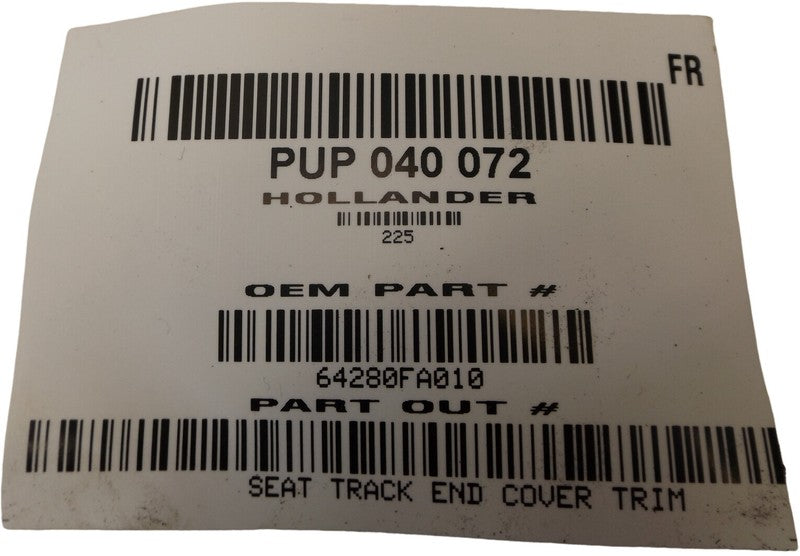 FR
PUP 040 072
HOLLANDER
225
OEM PART #
64280FA010
PART OUT #
SEAT TRACK END COVER TRIM